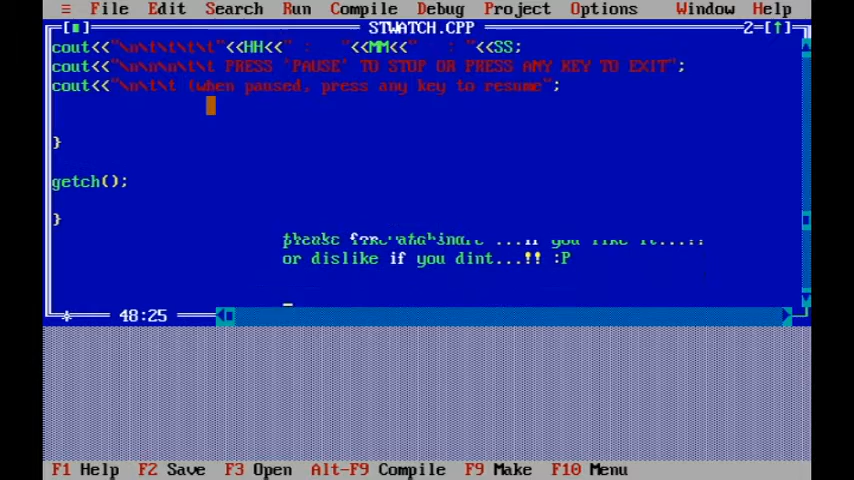 ≡ File Edit Search Run Compile Debug Project Options Window Help
[■] STWATCH.CPP 2=[↑]
cout<<"\n\t\t\t\t"<<HH<<" : "<<MM<<" : "<<SS;
cout<<"\n\n\n\t\t PRESS 'PAUSE' TO STOP OR PRESS ANY KEY TO EXIT";
cout<<"\n\t\t (when paused, press any key to resume";
}
getch();
}
you like it...!!
or dislike if you dint...!! :P
48:25
F1 Help F2 Save F3 Open Alt-F9 Compile F9 Make F10 Menu